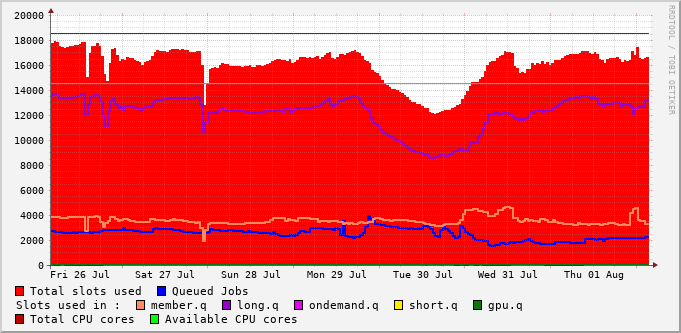 20000
18000
16000
14000
12000
10000
8000
6000
4000
2000
0
Fri 26 Jul Sat 27 Jul Sun 28 Jul Mon 29 Jul Tue 30 Jul Wed 31 Jul Thu 01 Aug
Total slots used Queued Jobs
Slots used in : member.q long.q ondemand.q short.q gpu.q
Total CPU cores Available CPU cores
RRDTOOL / TOBI OETIKER